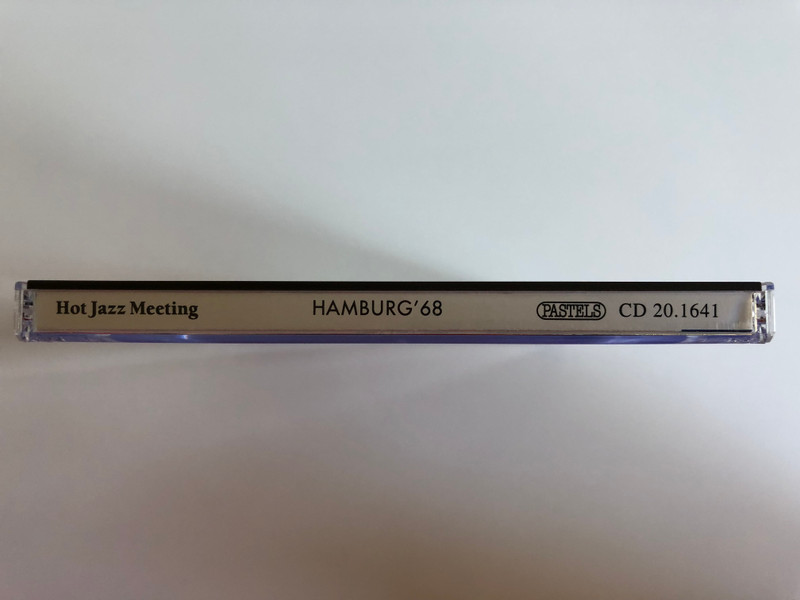 Hot Jazz Meeting HAMBURG'68 PASTELS CD 20.1641